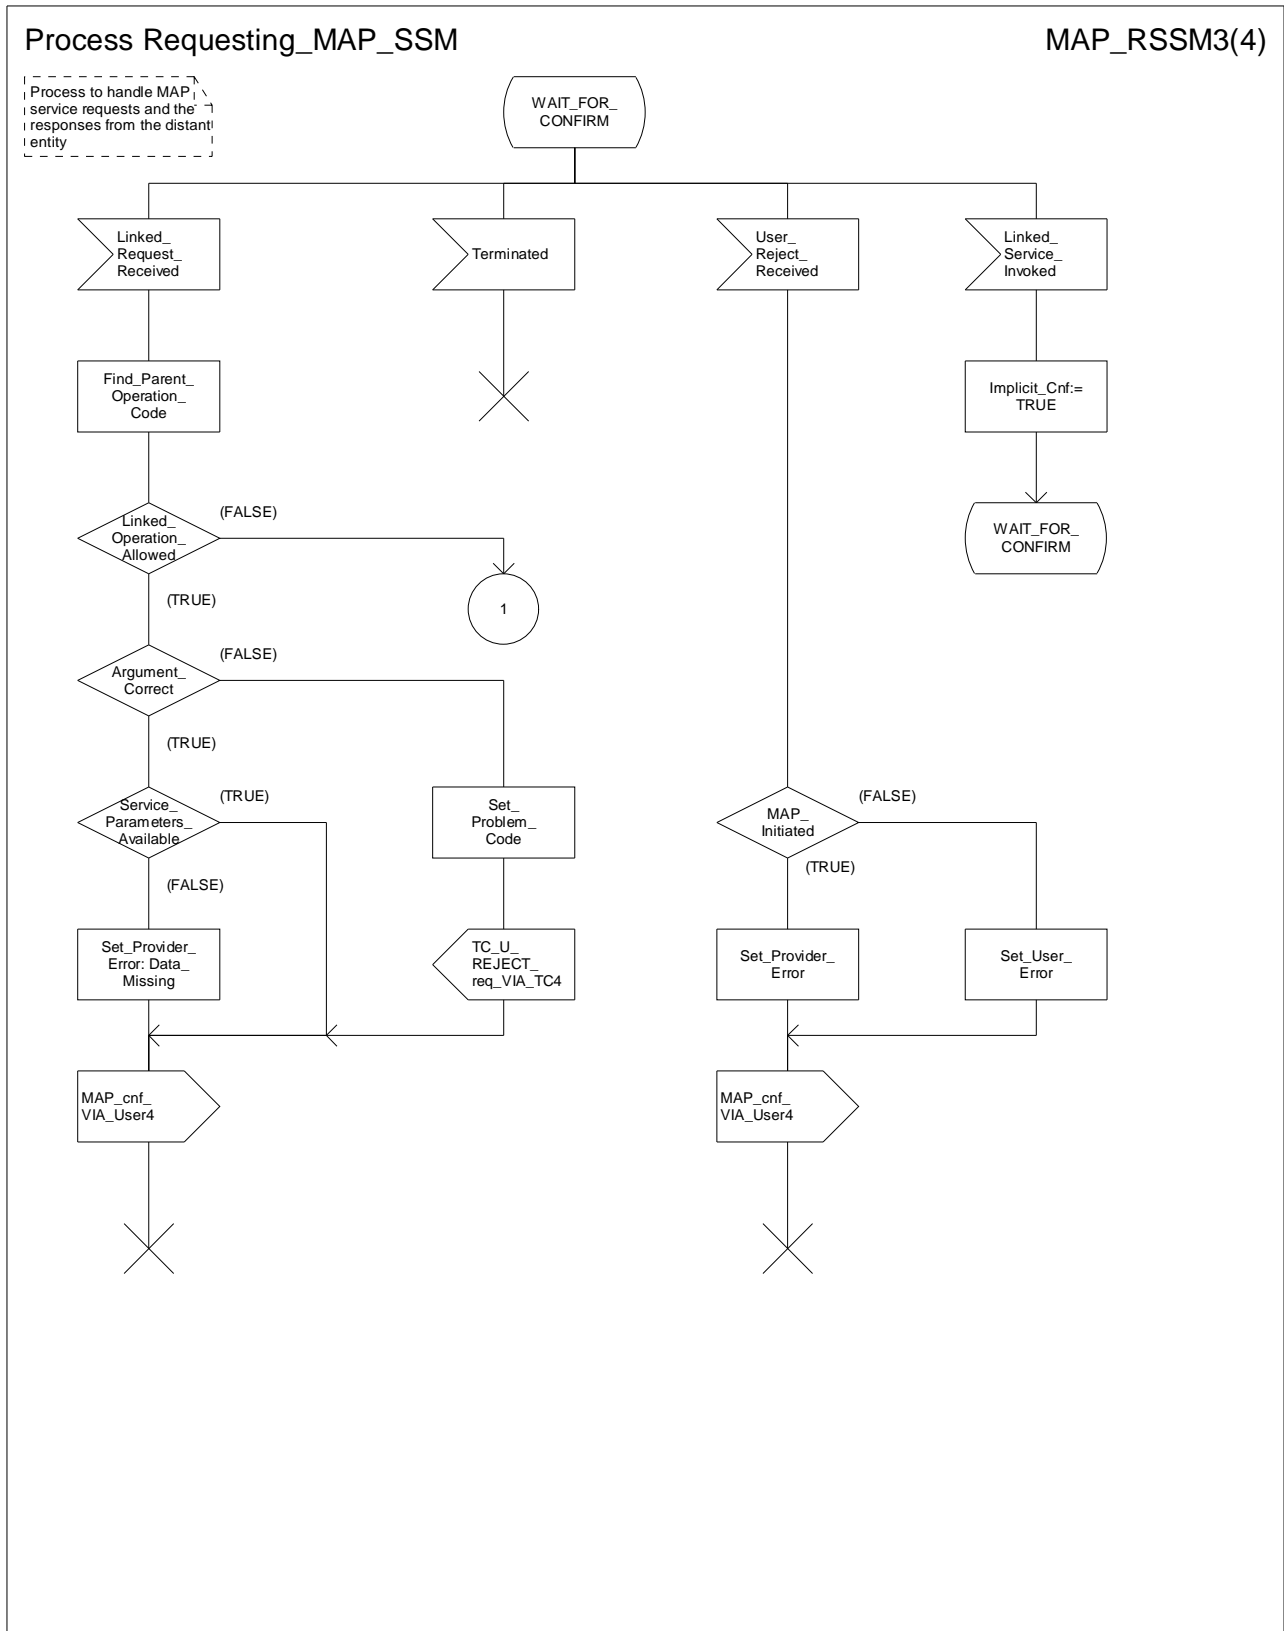 Process Requesting_MAP_SSM
MAP_RSSM3(4)
Process to handle MAP
service requests and the
responses from the distant
entity
WAIT_FOR_
CONFIRM
Linked_
Request_
Received
Terminated
User_
Reject_
Received
Linked_
Service_
Invoked
Find_Parent_
Operation_
Code
Implicit_Cnf:=
TRUE
Linked_
Operation_
Allowed
(FALSE)
(TRUE)
1
WAIT_FOR_
CONFIRM
Argument_
Correct
(FALSE)
(TRUE)
Service_
Parameters_
Available
(TRUE)
(FALSE)
Set_
Problem_
Code
MAP_
Initiated
(FALSE)
(TRUE)
Set_Provider_
Error: Data_
Missing
TC_U_
REJECT_
req_VIA_TC4
Set_Provider_
Error
Set_User_
Error
MAP_cnf_
VIA_User4
MAP_cnf_
VIA_User4